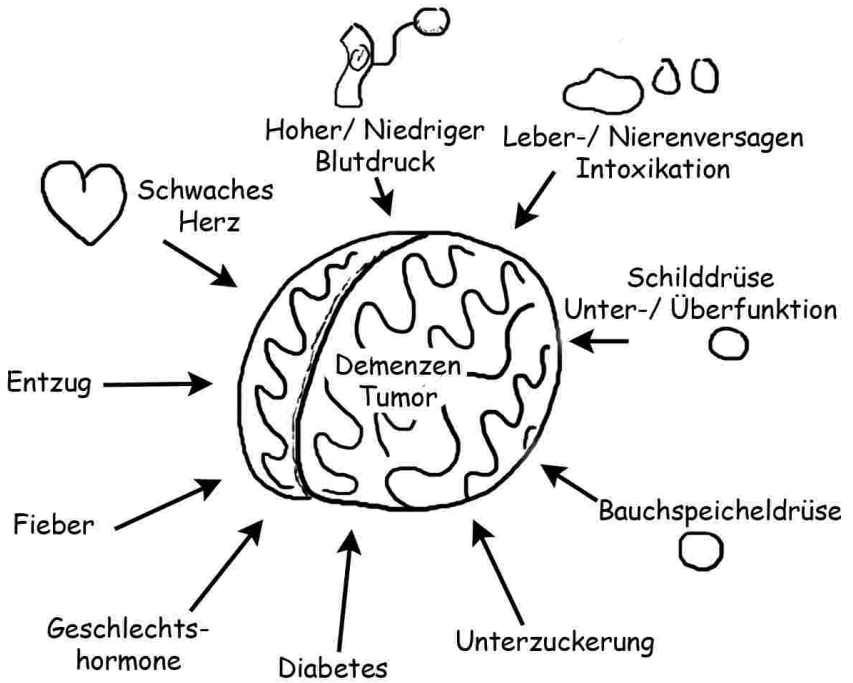 Hoher/ Niedriger
Blutdruck
Leber-/ Nierenversagen
Intoxikation
Schwaches
Herz
Schilddrüse
Unter-/ Überfunktion
Demenzen
Tumor
Entzug
Fieber
Bauchspeicheldrüse
Geschlechts-
hormone
Diabetes
Unterzuckerung